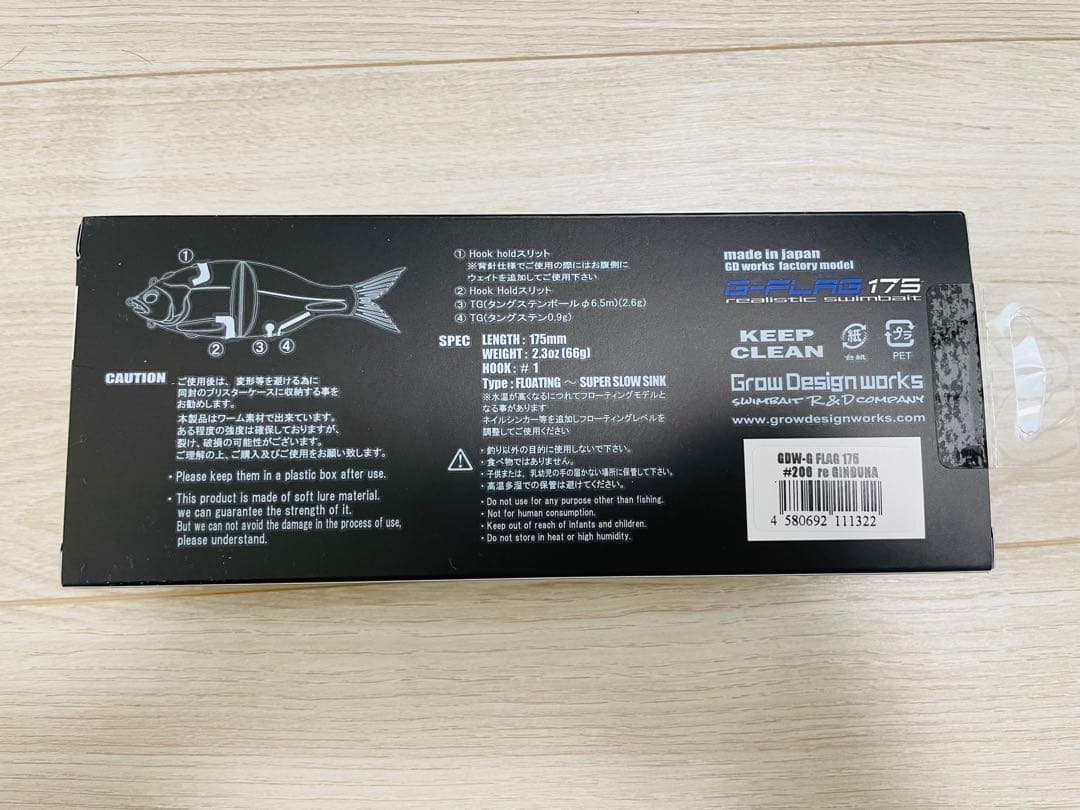 ①
②
③
④
CAUTION
ご使用後は、変形等を避ける為に
同封のブリスターケースに収納する事を
お勧めします。
本製品はワーム素材で出来ています。
ある程度の強度は確保しておりますが、
裂け、破損の可能性がございます。
ご理解の上、ご購入及びご使用をお願い致します。
• Please keep them in a plastic box after use.
• This product is made of soft lure material.
we can guarantee the strength of it.
But we can not avoid the damage in the process of use,
please understand.
① Hook holdスリット
※背針仕様でご使用の際にはお腹側に
ウェイトを追加してご使用下さい
② Hook Holdスリット
③ TG(タングステンボールφ6.5m)(2.6g)
④ TG(タングステン0.9g)
SPEC
LENGTH : 175mm
WEIGHT : 2.3oz (66g)
HOOK : # 1
Type : FLOATING ～ SUPER SLOW SINK
※水温が高くなるにつれてフローティングモデルと
なる事があります
ネイルシンカー等を追加しフローティングレベルを
調整してご使用ください
• 釣り以外の目的に使用しないで下さい。
• 食べ物ではありません。
• 子供または、乳幼児の手の届かない場所に保管して下さい。
• 高温多湿での保管は避けてください。
• Do not use for any purpose other than fishing.
• Not for human consumption.
• Keep out of reach of infants and children.
• Do not store in heat or high humidity.
made in japan
GD works factory model
G-FLAG 175
realistic swimbait
KEEP
CLEAN
紙
台紙
プラ
PET
Grow Design works
SWIMBAIT R&D COMPANY
www.growdesignworks.com
GDW-G FLAG 175
#206 re GINBUNA
4 580692 111322